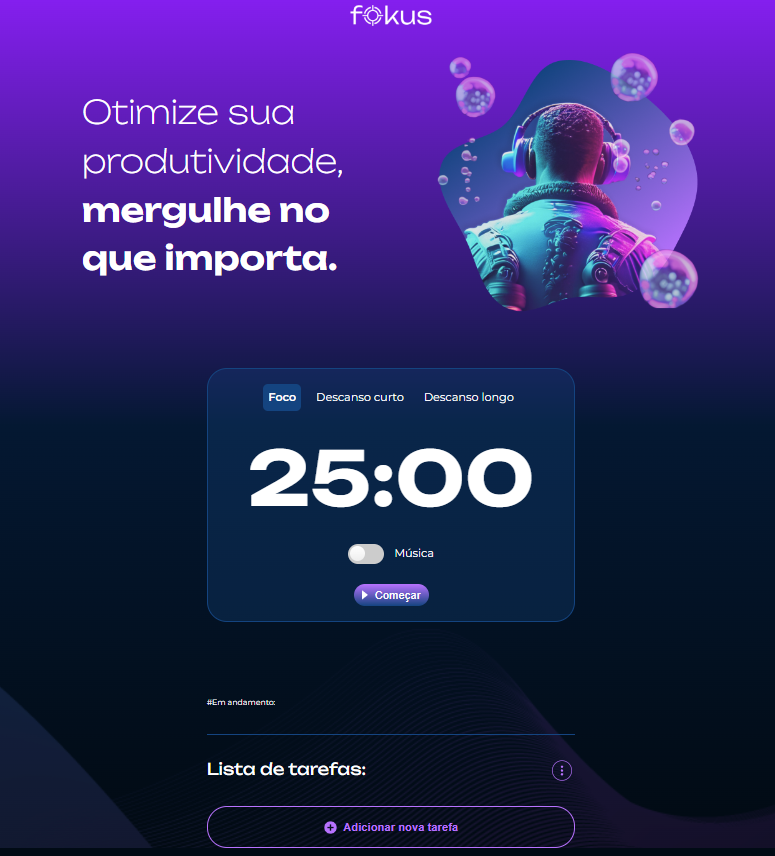 fokus
Otimize sua
produtividade,
mergulhe no
que importa.
Foco Descanso curto Descanso longo
25:00
Música
Começar
#Em andamento:
Lista de tarefas:
Adicionar nova tarefa